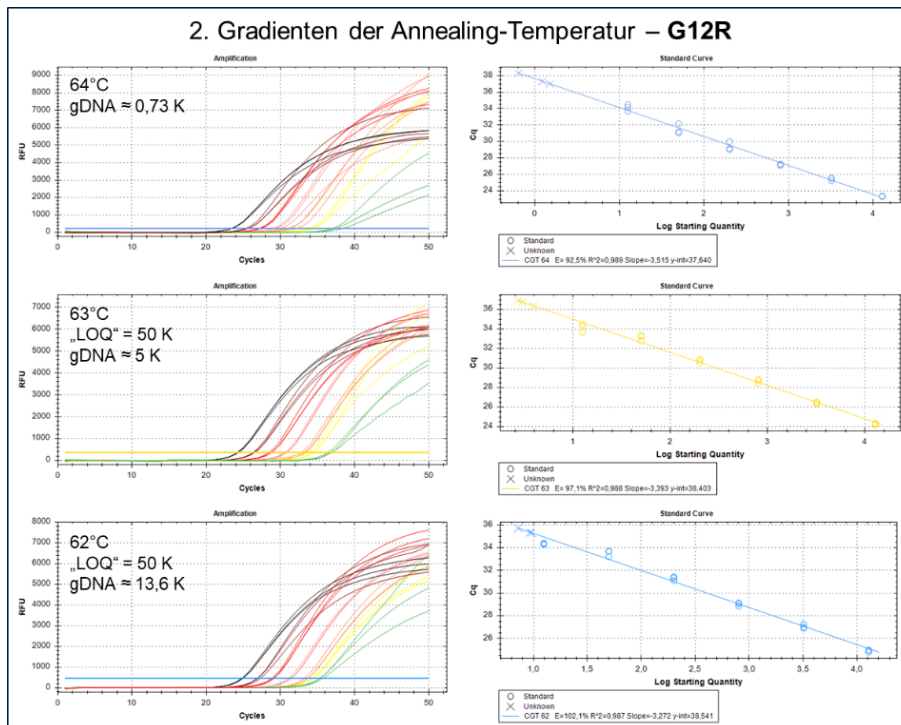 2. Gradienten der Annealing-Temperatur – G12R
Amplification
64°C
gDNA ≈ 0,73 K
RFU
9000
8000
7000
6000
5000
4000
3000
2000
1000
0
0 10 20 30 40 50
Cycles
Standard Curve
Cq
38
36
34
32
30
28
26
24
0 1 2 3 4
Log Starting Quantity
Standard
Unknown
CGT 64 E= 92,5% R^2=0,989 Slope=-3,515 y-int=37,640
Amplification
63°C
„LOQ“ = 50 K
gDNA ≈ 5 K
RFU
7000
6000
5000
4000
3000
2000
1000
0
0 10 20 30 40 50
Cycles
Standard Curve
Cq
36
34
32
30
28
26
24
1 2 3 4
Log Starting Quantity
Standard
Unknown
CGT 63 E= 97,1% R^2=0,988 Slope=-3,393 y-int=38,403
Amplification
62°C
„LOQ“ = 50 K
gDNA ≈ 13,6 K
RFU
8000
7000
6000
5000
4000
3000
2000
1000
0
0 10 20 30 40 50
Cycles
Standard Curve
Cq
36
34
32
30
28
26
1,0 1,5 2,0 2,5 3,0 3,5 4,0
Log Starting Quantity
Standard
Unknown
CGT 62 E=102,1% R^2=0,987 Slope=-3,272 y-int=38,541